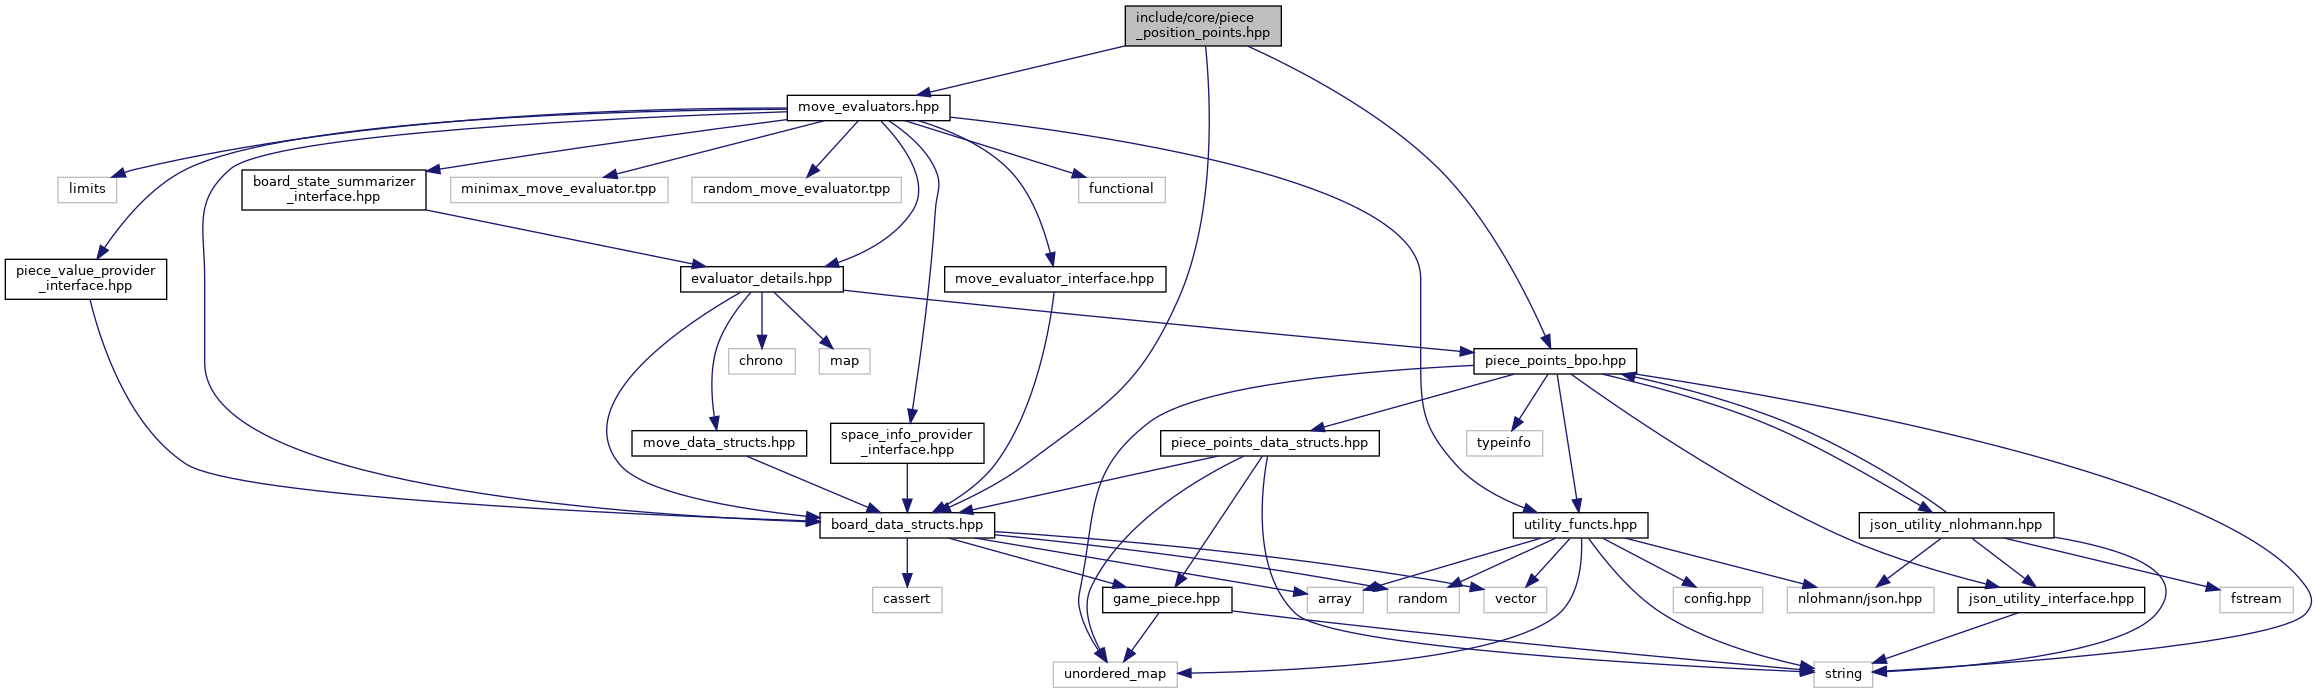 include/core/piece
_position_points.hpp
move_evaluators.hpp
limits
board_state_summarizer
_interface.hpp
minimax_move_evaluator.tpp
random_move_evaluator.tpp
functional
piece_value_provider
_interface.hpp
evaluator_details.hpp
move_evaluator_interface.hpp
chrono
map
piece_points_bpo.hpp
move_data_structs.hpp
space_info_provider
_interface.hpp
piece_points_data_structs.hpp
typeinfo
board_data_structs.hpp
utility_functs.hpp
json_utility_nlohmann.hpp
cassert
game_piece.hpp
array
random
vector
config.hpp
nlohmann/json.hpp
json_utility_interface.hpp
fstream
unordered_map
string